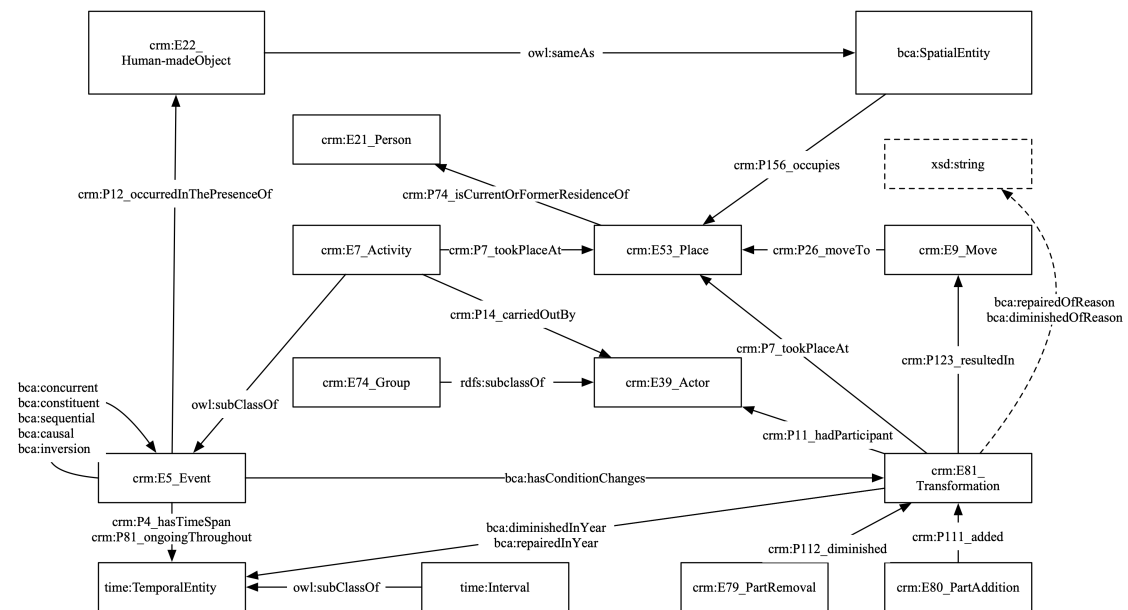 crm:E22_
Human-madeObject
owl:sameAs
bca:SpatialEntity
crm:E21_Person
crm:P156_occupies
xsd:string
crm:P12_occurredInThePresenceOf
crm:P74_isCurrentOrFormerResidenceOf
crm:E7_Activity
crm:P7_tookPlaceAt
crm:E53_Place
crm:P26_moveTo
crm:E9_Move
bca:repairedOfReason
bca:diminishedOfReason
crm:P14_carriedOutBy
crm:P7_tookPlaceAt
crm:P123_resultedIn
crm:E74_Group
rdfs:subclassOf
crm:E39_Actor
bca:concurrent
bca:constituent
bca:sequential
bca:causal
bca:inversion
owl:subClassOf
crm:P11_hadParticipant
crm:E5_Event
bca:hasConditionChanges
crm:E81_
Transformation
crm:P4_hasTimeSpan
crm:P81_ongoingThroughout
bca:diminishedInYear
bca:repairedInYear
crm:P112_diminished
crm:P111_added
time:TemporalEntity
owl:subClassOf
time:Interval
crm:E79_PartRemoval
crm:E80_PartAddition